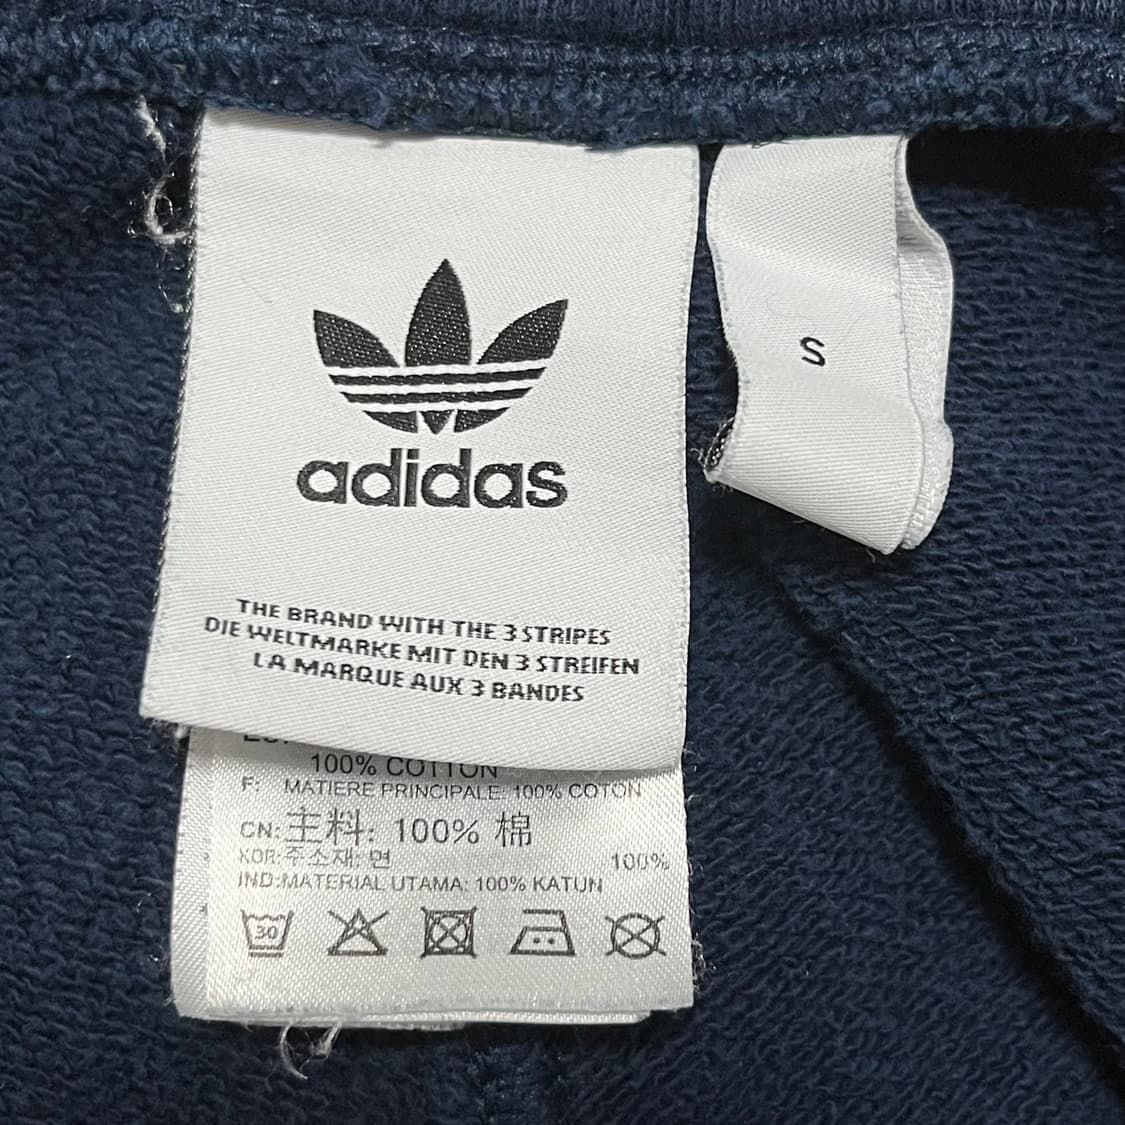 adidas
THE BRAND WITH THE 3 STRIPES
DIE WELTMARKE MIT DEN 3 STREIFEN
LA MARQUE AUX 3 BANDES
S
100% COTTON
F: MATIERE PRINCIPALE: 100% COTON
CN: 主料: 100% 棉
KOR: 주소재: 면 100%
IND:MATERIAL UTAMA: 100% KATUN
30